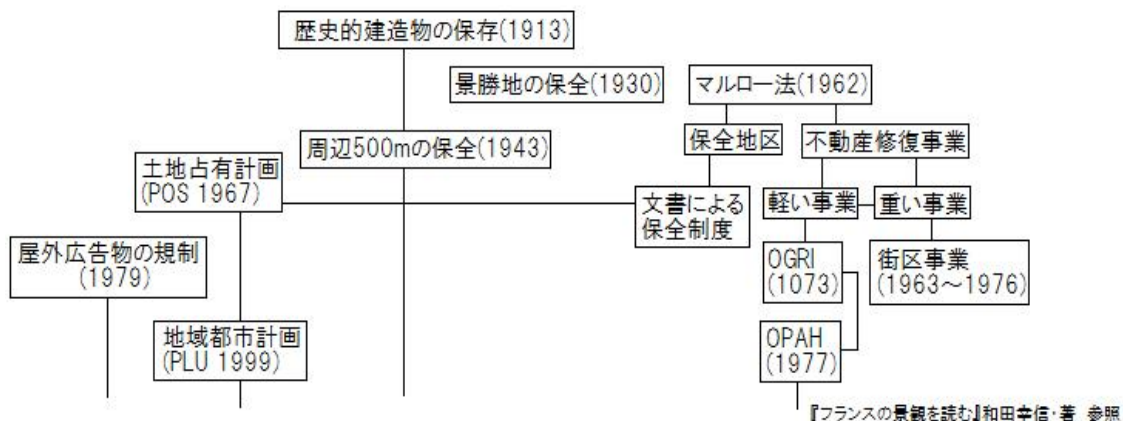 歴史的建造物の保存(1913)
景勝地の保全(1930)
マルロー法(1962)
周辺500mの保全(1943)
保全地区
不動産修復事業
土地占有計画
(POS 1967)
文書による
保全制度
軽い事業
重い事業
屋外広告物の規制
(1979)
OGRI
(1073)
街区事業
(1963～1976)
地域都市計画
(PLU 1999)
OPAH
(1977)
『フランスの景観を読む』和田幸信・著 参照